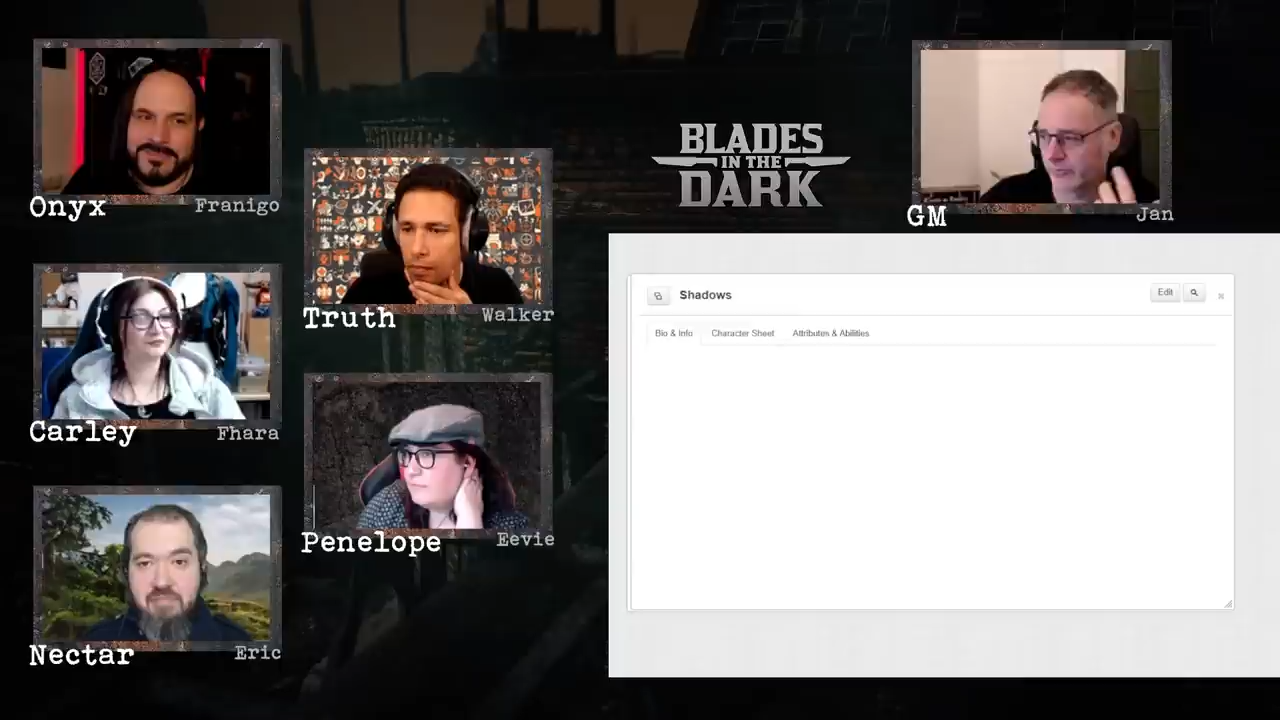 Onyx
Franigo
Truth
Walker
BLADES
IN THE
DARK
GM
Jan
Carley
Fhara
Penelope
Eevie
Nectar
Eric
Shadows
Edit
Bio & Info
Character Sheet
Attributes & Abilities